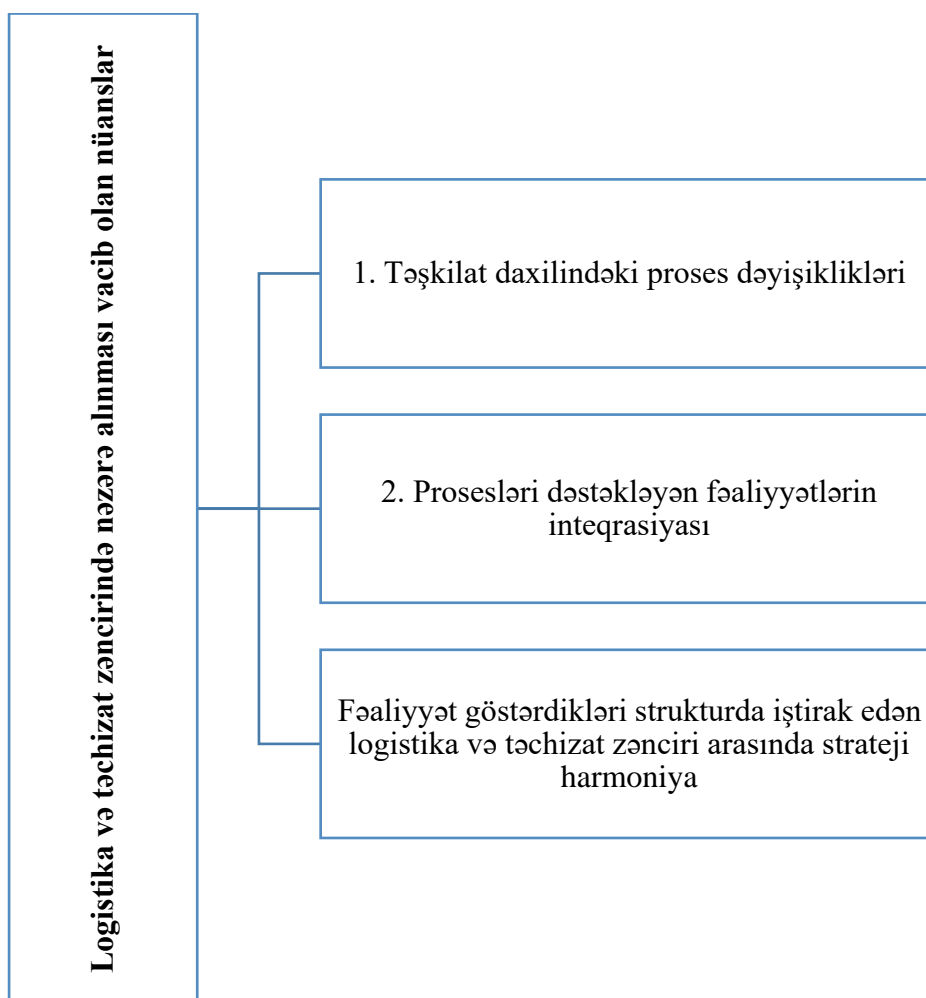 Logistika və təchizat zəncirində nəzərə alınması vacib olan nüanslar
1. Təşkilat daxilindəki proses dəyişiklikləri
2. Prosesləri dəstəkləyən fəaliyyətlərin
inteqrasiyası
Fəaliyyət göstərdikləri strukturda iştirak edən
logistika və təchizat zənciri arasında strateji
harmoniya